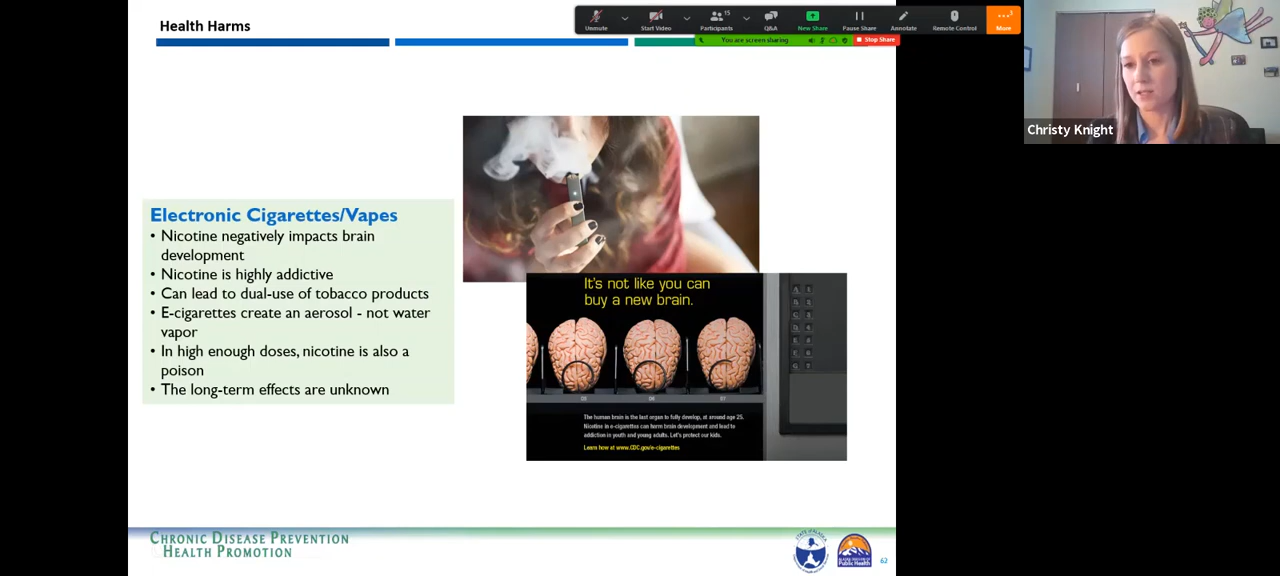 Health Harms
15
5
Unmute
Start Video
Participants
Q&A
New Share
Pause Share
Annotate
Remote Control
More
You are screen sharing
Stop Share
Christy Knight
Electronic Cigarettes/Vapes
• Nicotine negatively impacts brain
development
• Nicotine is highly addictive
• Can lead to dual-use of tobacco products
• E-cigarettes create an aerosol - not water
vapor
• In high enough doses, nicotine is also a
poison
• The long-term effects are unknown
It's not like you can
buy a new brain.
The human brain is the last organ to fully develop, at around age 25.
Nicotine in e-cigarettes can harm brain development and lead to
addiction in youth and young adults. Let's protect our kids.
Learn how at www.CDC.gov/e-cigarettes
CHRONIC DISEASE PREVENTION
HEALTH PROMOTION
Public Health
62